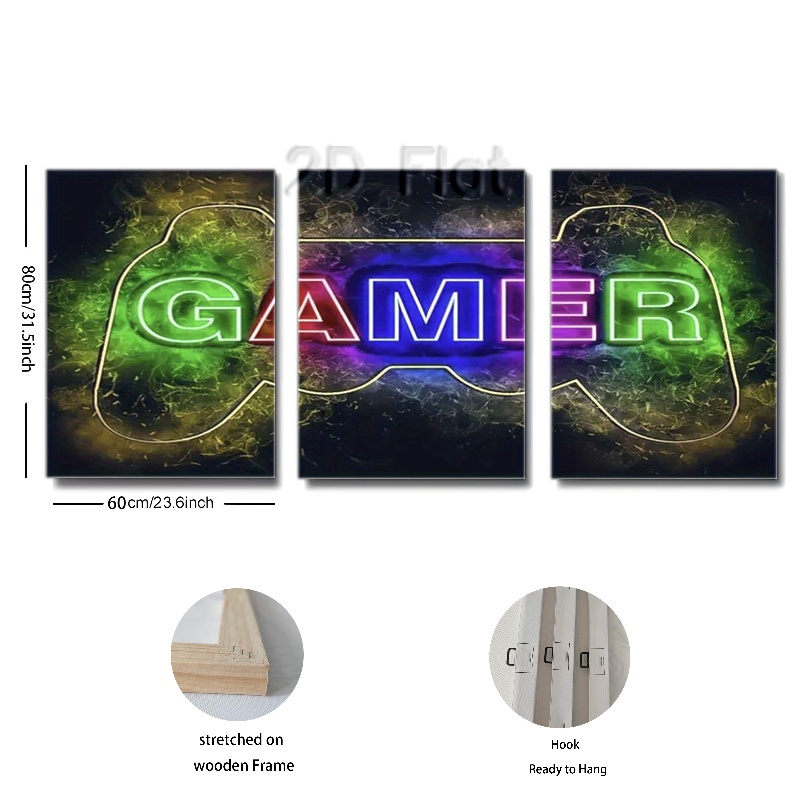 2D Flat
GAMER
80cm/31.5inch
60cm/23.6inch
stretched on
wooden Frame
Hook
Ready to Hang